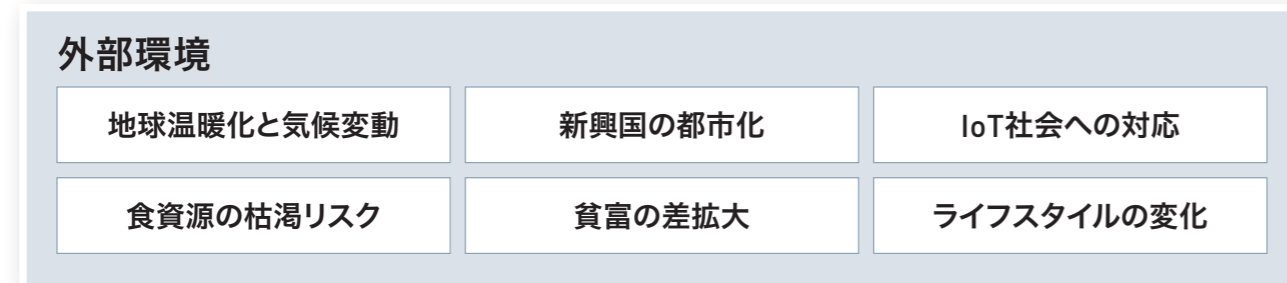 外部環境
地球温暖化と気候変動
新興国の都市化
IoT社会への対応
食資源の枯渇リスク
貧富の差拡大
ライフスタイルの変化